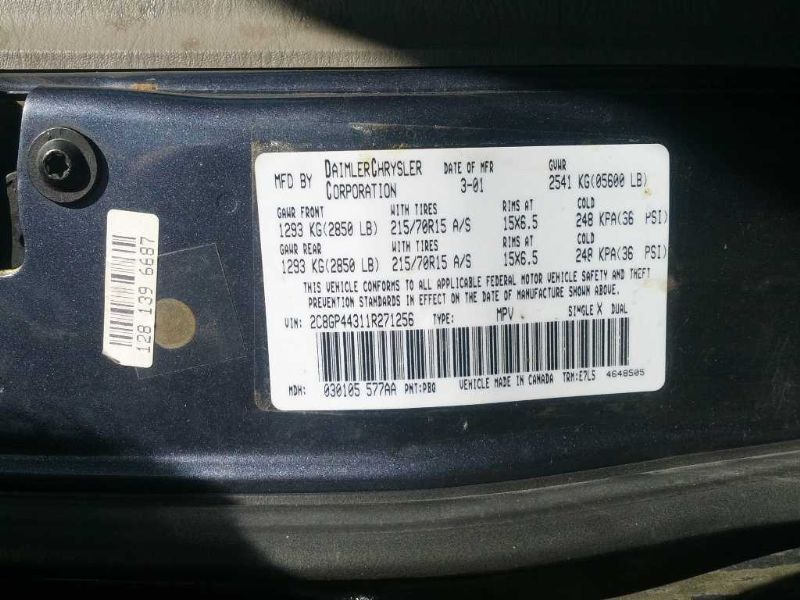 MFD BY DAIMLERCHRYSLER CORPORATION DATE OF MFR 3-01 GVWR 2541 KG(05600 LB)
GAWR FRONT WITH TIRES RIMS AT COLD
1293 KG(2850 LB) 215/70R15 A/S 15X6.5 248 KPA(36 PSI)
GAWR REAR WITH TIRES RIMS AT COLD
1293 KG(2850 LB) 215/70R15 A/S 15X6.5 248 KPA(36 PSI)
THIS VEHICLE CONFORMS TO ALL APPLICABLE FEDERAL MOTOR VEHICLE SAFETY AND THEFT
PREVENTION STANDARDS IN EFFECT ON THE DATE OF MANUFACTURE SHOWN ABOVE.
VIN: 2C8GP44311R271256 TYPE: MPV SINGLE X DUAL
MDH: 030105 577AA PNT:PBQ VEHICLE MADE IN CANADA TRM:E7L5 4648505
128 139 6687